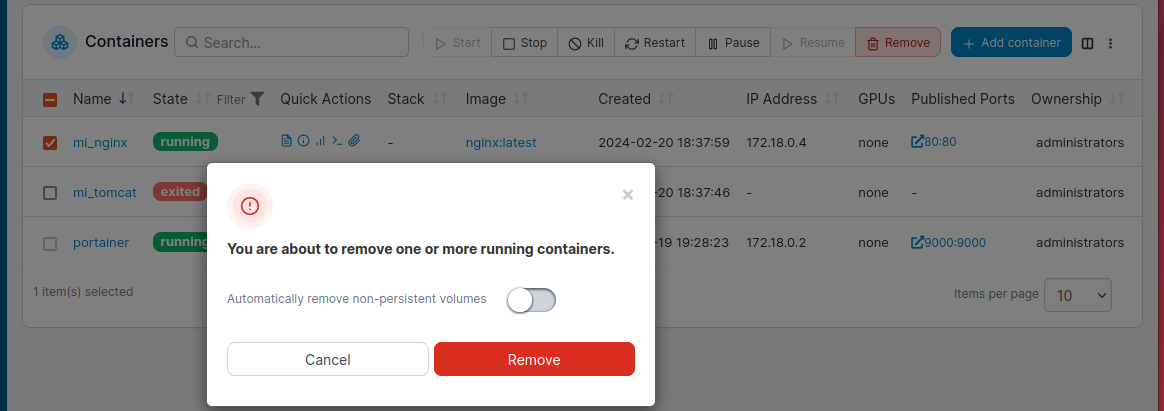 Containers Search... Start Stop Kill Restart Pause Resume Remove + Add container
Name State Filter Quick Actions Stack Image Created IP Address GPUs Published Ports Ownership
mi_nginx running - nginx:latest 2024-02-20 18:37:59 172.18.0.4 none 80:80 administrators
mi_tomcat exited -20 18:37:46 - none - administrators
portainer running -19 19:28:23 172.18.0.2 none 9000:9000 administrators
1 item(s) selected
Items per page 10
×
You are about to remove one or more running containers.
Automatically remove non-persistent volumes
Cancel Remove